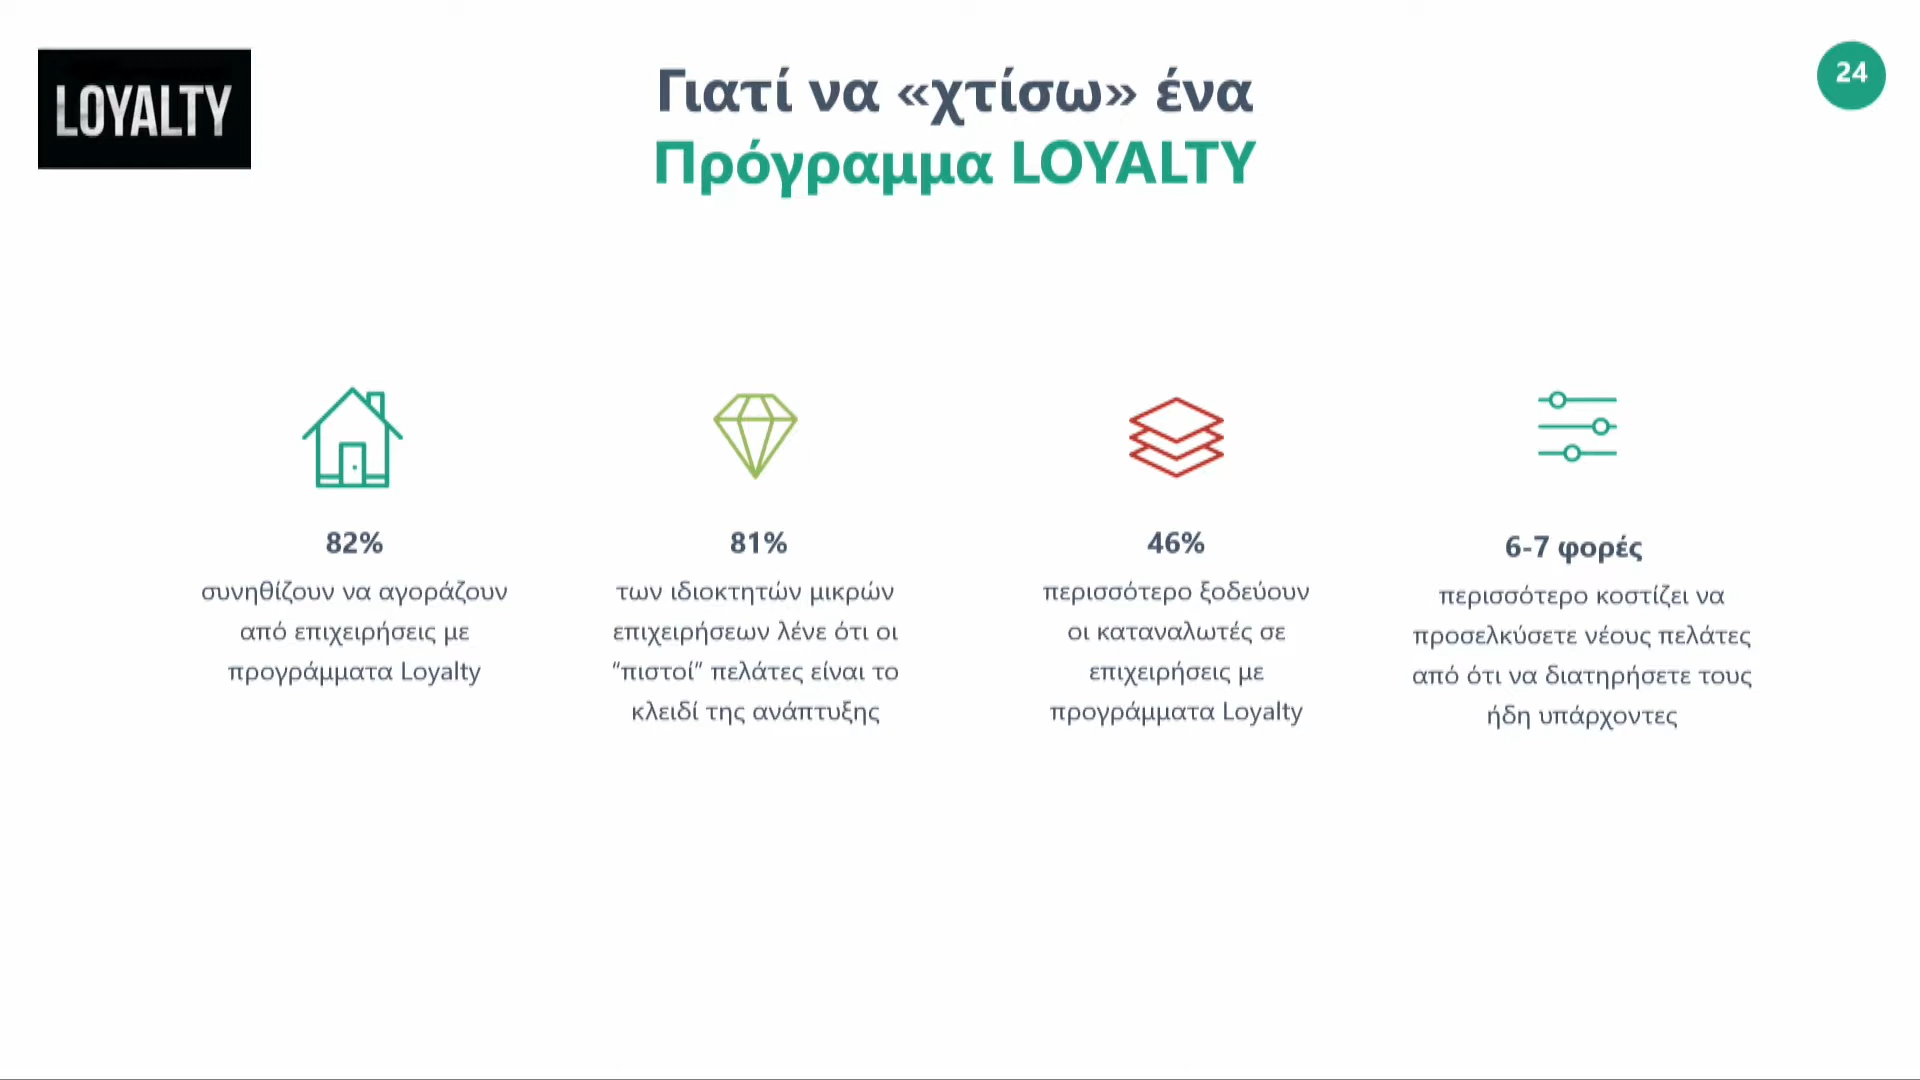 LOYALTY
Γιατί να «χτίσω» ένα
Πρόγραμμα LOYALTY
24
82%
συνηθίζουν να αγοράζουν
από επιχειρήσεις με
προγράμματα Loyalty
81%
των ιδιοκτητών μικρών
επιχειρήσεων λένε ότι οι
“πιστοί” πελάτες είναι το
κλειδί της ανάπτυξης
46%
περισσότερο ξοδεύουν
οι καταναλωτές σε
επιχειρήσεις με
προγράμματα Loyalty
6-7 φορές
περισσότερο κοστίζει να
προσελκύσετε νέους πελάτες
από ότι να διατηρήσετε τους
ήδη υπάρχοντες